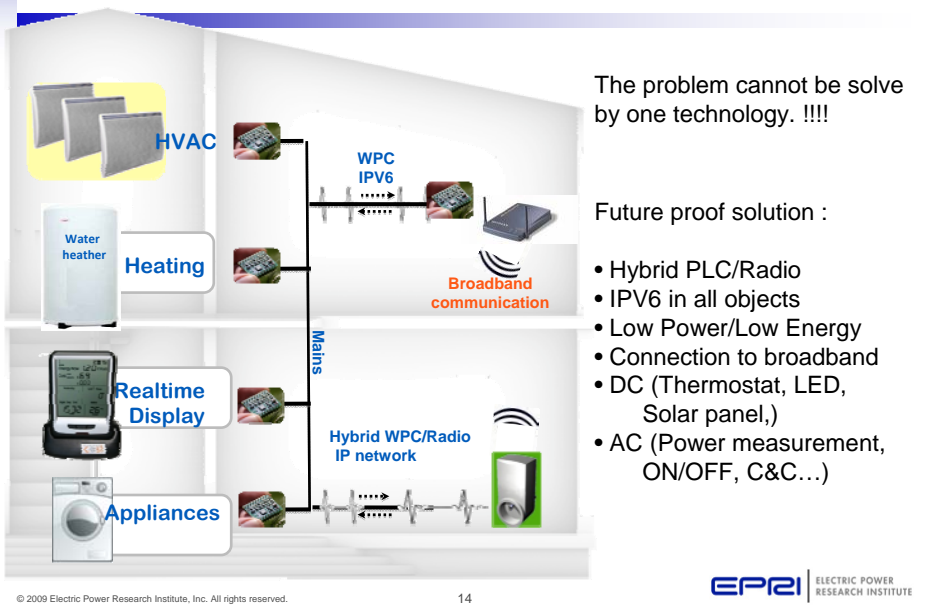 HVAC
WPC
IPV6
Water
heather
Heating
Broadband
communication
Mains
Realtime
Display
Hybrid WPC/Radio
IP network
Appliances
The problem cannot be solve
by one technology. !!!!
Future proof solution :
• Hybrid PLC/Radio
• IPV6 in all objects
• Low Power/Low Energy
• Connection to broadband
• DC (Thermostat, LED,
Solar panel,)
• AC (Power measurement,
ON/OFF, C&C…)
© 2009 Electric Power Research Institute, Inc. All rights reserved.
14
EPRI
ELECTRIC POWER
RESEARCH INSTITUTE